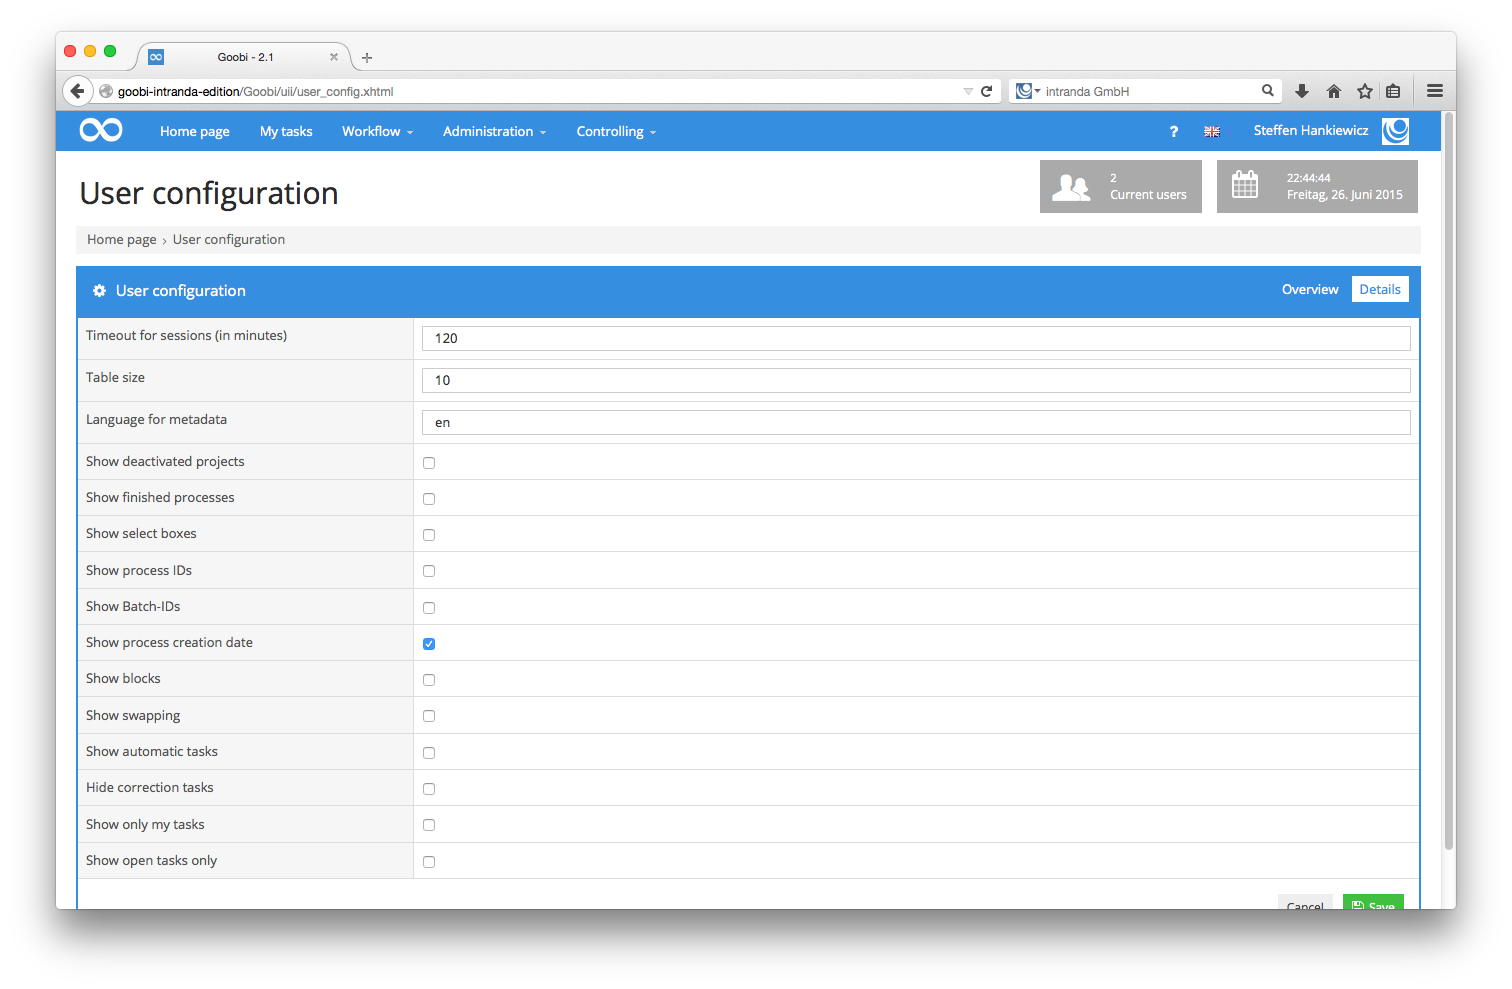 Goobi - 2.1
goobi-intranda-edition/Goobi/uii/user_config.xhtml
intranda GmbH
Home page My tasks Workflow Administration Controlling ? Steffen Hankiewicz
User configuration
2
Current users
22:44:44
Freitag, 26. Juni 2015
Home page › User configuration
User configuration Overview Details
Timeout for sessions (in minutes) 120
Table size 10
Language for metadata en
Show deactivated projects
Show finished processes
Show select boxes
Show process IDs
Show Batch-IDs
Show process creation date
Show blocks
Show swapping
Show automatic tasks
Hide correction tasks
Show only my tasks
Show open tasks only
Cancel Save